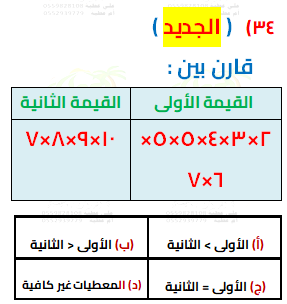 ٣٤) ( الجديد )
قارن بين :
القيمة الأولى القيمة الثانية
٢×٣×٤×٥×٥× ١٠×٩×٨×٧
٦×٧
(أ) الأولى > الثانية (ب) الأولى < الثانية
(ج) الأولى = الثانية (د) المعطيات غير كافية